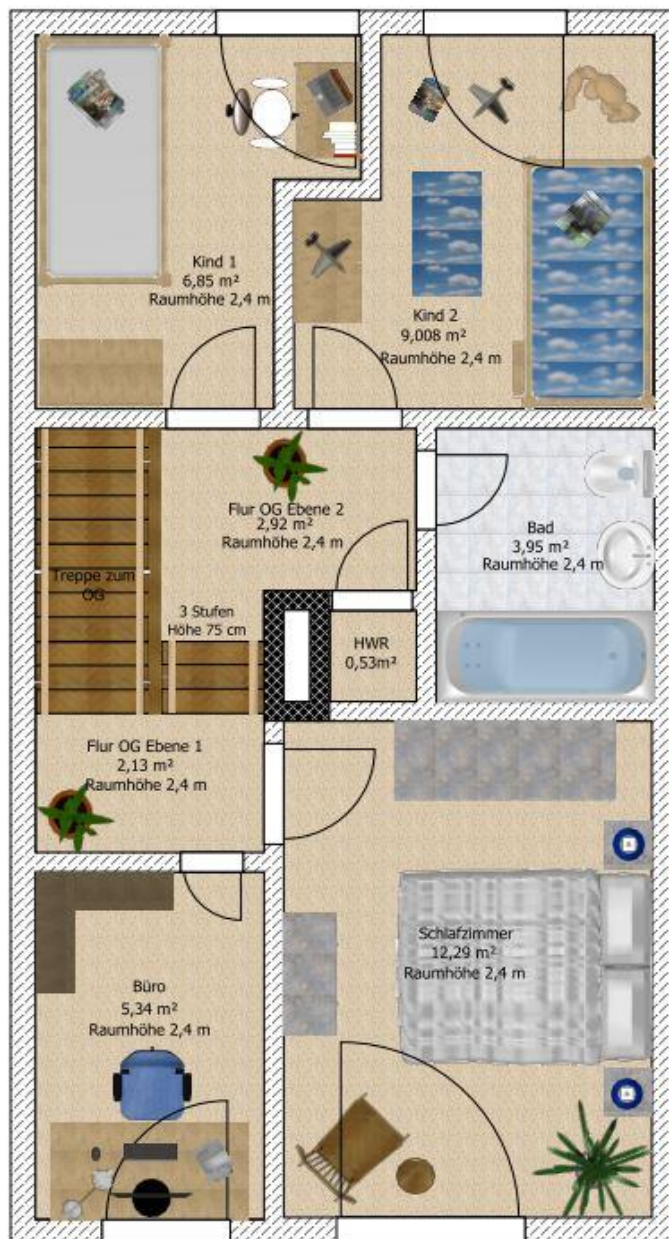 Kind 1
6,85 m²
Raumhöhe 2,4 m
Kind 2
9,008 m²
Raumhöhe 2,4 m
Flur OG Ebene 2
2,92 m²
Raumhöhe 2,4 m
Bad
3,95 m²
Raumhöhe 2,4 m
Treppe zum
OG
3 Stufen
Höhe 75 cm
HWR
0,53m²
Flur OG Ebene 1
2,13 m²
Raumhöhe 2,4 m
Schlafzimmer
12,29 m²
Raumhöhe 2,4 m
Büro
5,34 m²
Raumhöhe 2,4 m